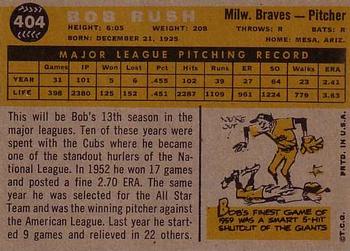 404
BOB RUSH
Milw. Braves — Pitcher
HEIGHT: 6:05 WEIGHT: 208 THROWS: R BATS: R
BORN: DECEMBER 21, 1925 HOME: MESA, ARIZ.
MAJOR LEAGUE PITCHING RECORD
Games IP Won Lost Pct. Hits Runs ER SO Walks ERA
YEAR 31 101 5 6 .455 102 39 27 64 23 2.41
LIFE 398 2380 125 152 .451 2287 1109 961 1224 779 3.63
This will be Bob's 13th season in the
major leagues. Ten of these years were
spent with the Cubs where he became
one of the standout hurlers of the Na-
tional League. In 1952 he won 17 games
and posted a fine 2.70 ERA. The same
year he was selected for the All Star
Team and was the winning pitcher against
the American League. Last year he start-
ed 9 games and relieved in 22 others.
YOU'RE OUT
BOB'S FINEST GAME OF
1959 WAS A SMART 5-HIT
SHUTOUT OF THE GIANTS
© T.C.G. PRTD. IN U.S.A.